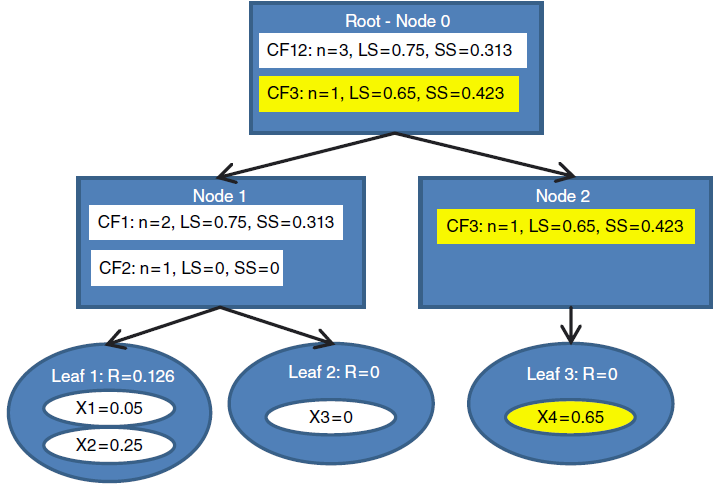 Root - Node 0
CF12: n=3, LS=0.75, SS=0.313
CF3: n=1, LS=0.65, SS=0.423
Node 1
CF1: n=2, LS=0.75, SS=0.313
CF2: n=1, LS=0, SS=0
Node 2
CF3: n=1, LS=0.65, SS=0.423
Leaf 1: R=0.126
X1=0.05
X2=0.25
Leaf 2: R=0
X3=0
Leaf 3: R=0
X4=0.65